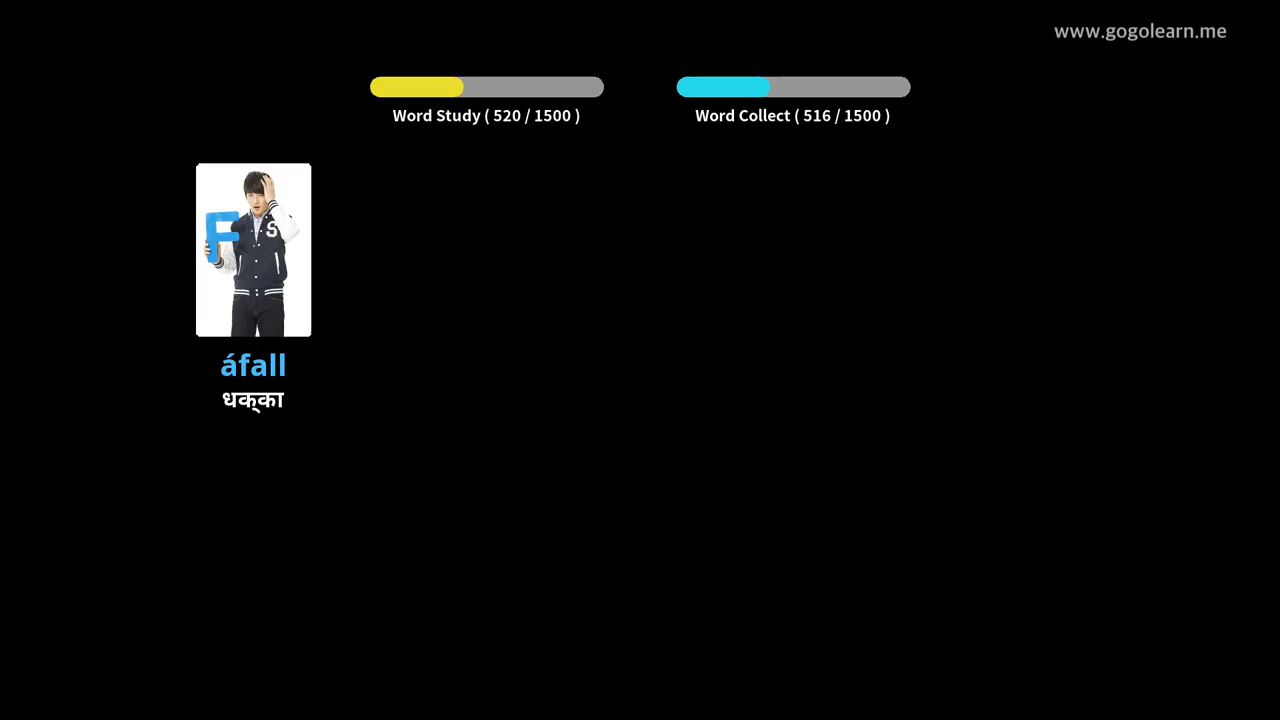 www.gogolearn.me
Word Study ( 520 / 1500 )
Word Collect ( 516 / 1500 )
F
S
áfall
धक्का